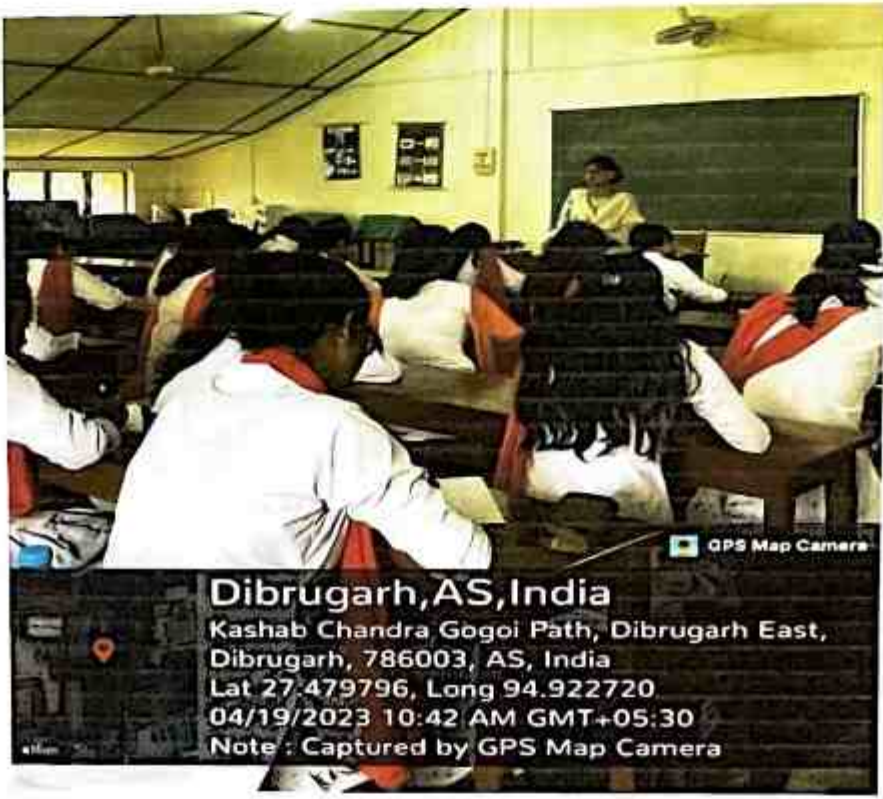 GPS Map Camera
Dibrugarh,AS,India
Kashab Chandra Gogoi Path, Dibrugarh East,
Dibrugarh, 786003, AS, India
Lat 27.479796, Long 94.922720
04/19/2023 10:42 AM GMT+05:30
Note : Captured by GPS Map Camera